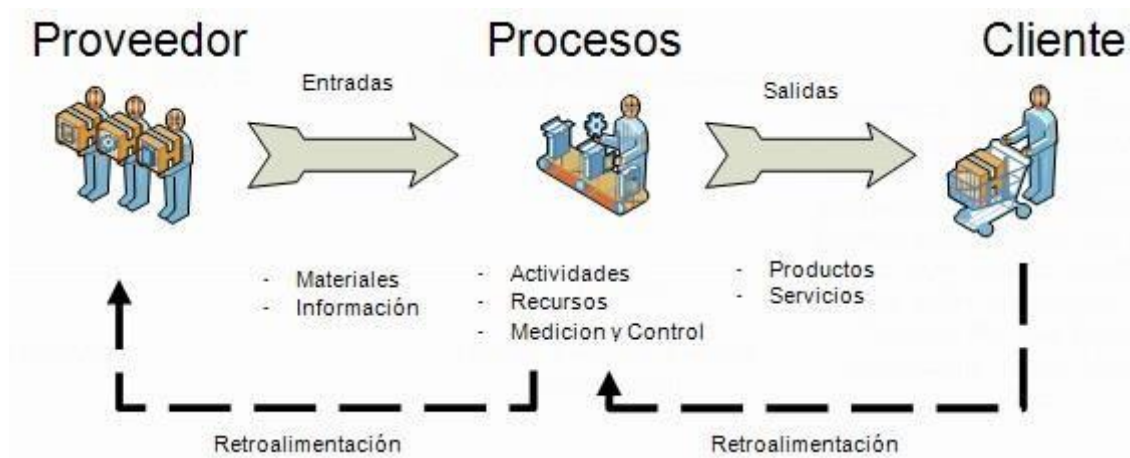 Proveedor
Procesos
Cliente
Entradas
Salidas
- Materiales
- Información
- Actividades
- Recursos
- Medicion y Control
- Productos
- Servicios
Retroalimentación
Retroalimentación